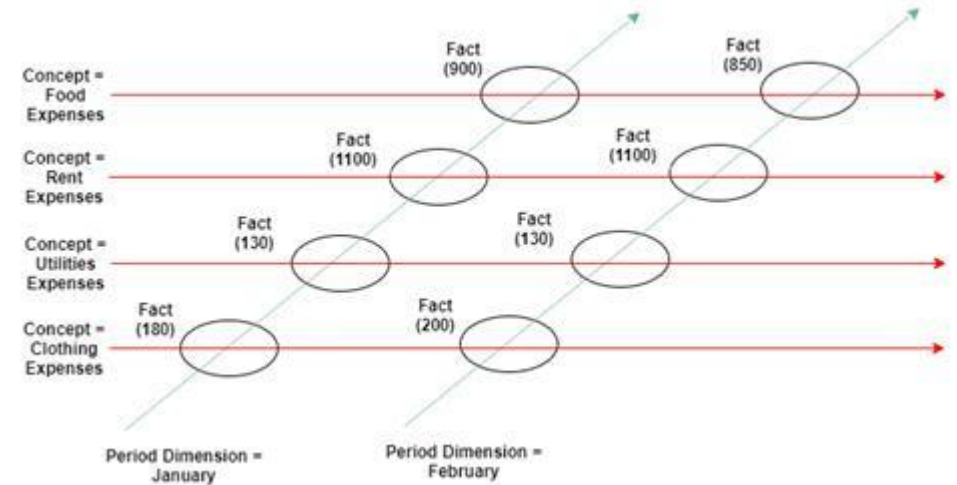 Fact
(900)
Fact
(850)
Concept =
Food
Expenses
Fact
(1100)
Fact
(1100)
Concept =
Rent
Expenses
Fact
(130)
Fact
(130)
Concept =
Utilities
Expenses
Fact
(180)
Fact
(200)
Concept =
Clothing
Expenses
Period Dimension =
January
Period Dimension =
February